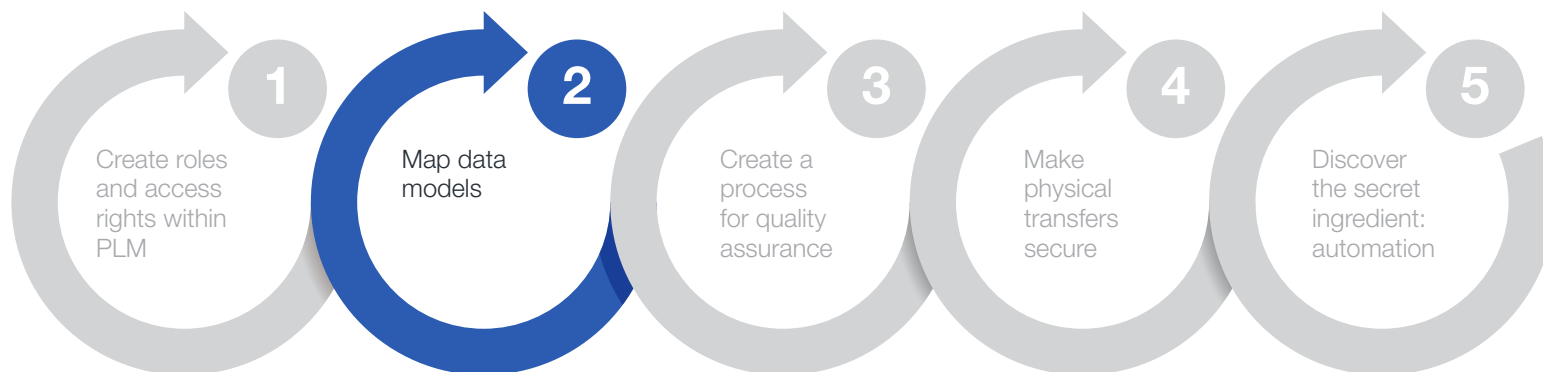 1
Create roles
and access
rights within
PLM
2
Map data
models
3
Create a
process
for quality
assurance
4
Make
physical
transfers
secure
5
Discover
the secret
ingredient:
automation